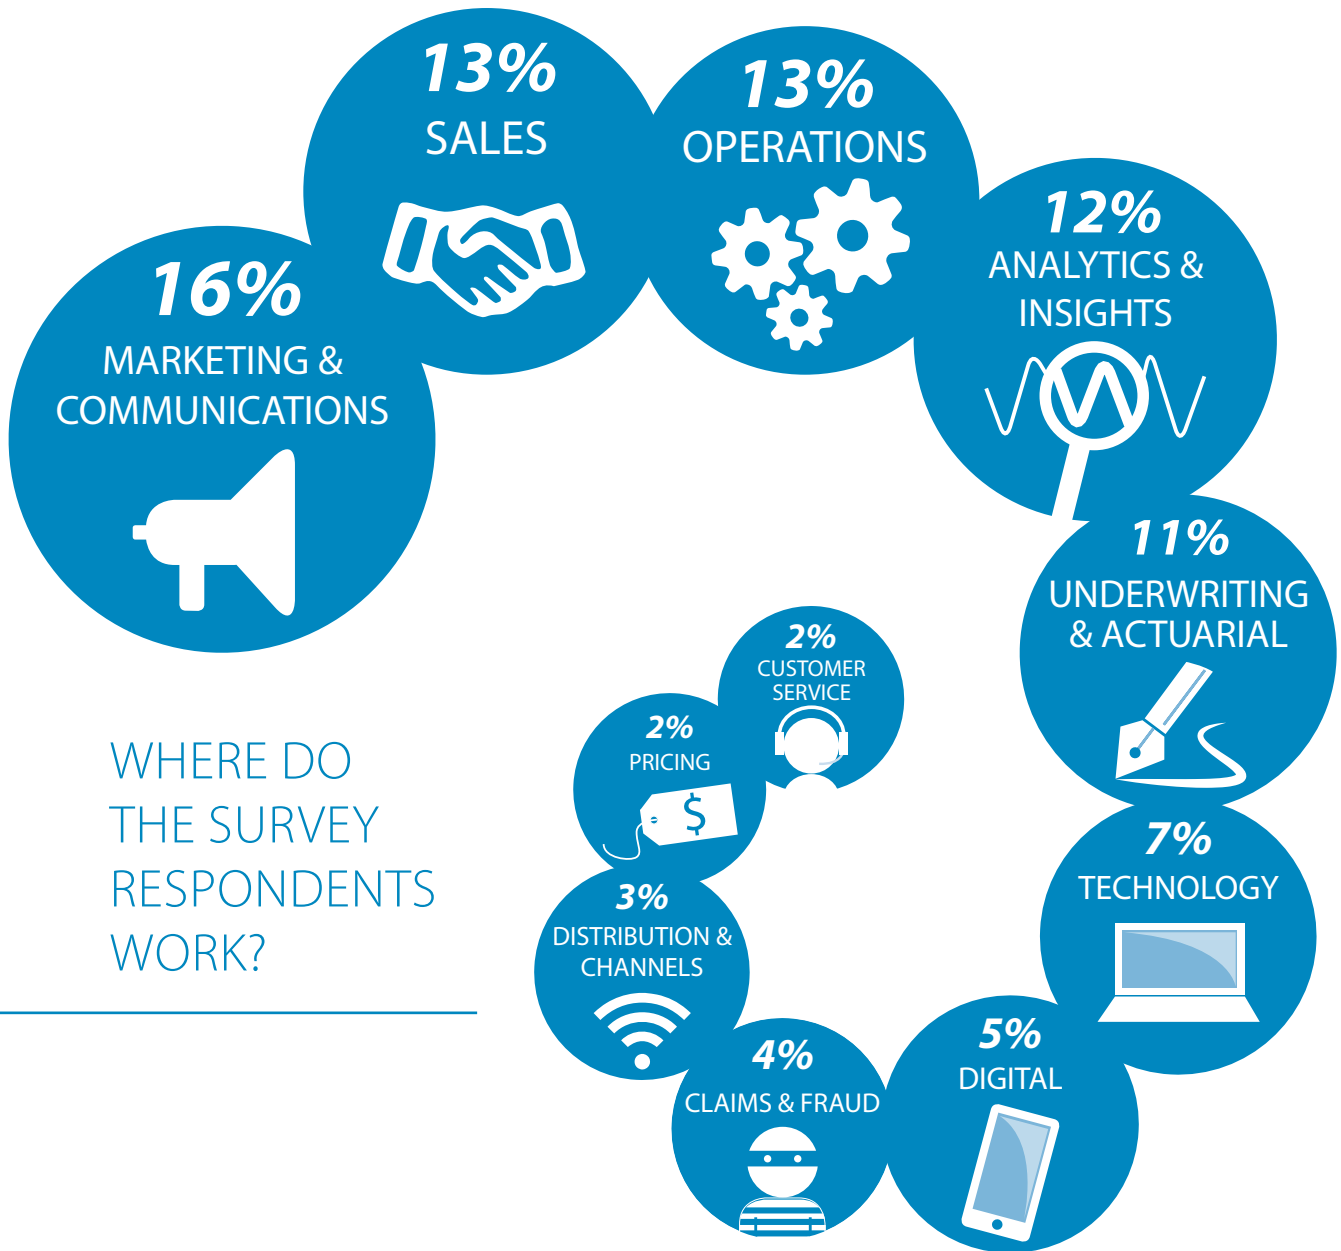 16%
MARKETING &
COMMUNICATIONS
13%
SALES
13%
OPERATIONS
12%
ANALYTICS &
INSIGHTS
11%
UNDERWRITING
& ACTUARIAL
7%
TECHNOLOGY
5%
DIGITAL
4%
CLAIMS & FRAUD
3%
DISTRIBUTION &
CHANNELS
2%
PRICING
$
2%
CUSTOMER
SERVICE
WHERE DO
THE SURVEY
RESPONDENTS
WORK?